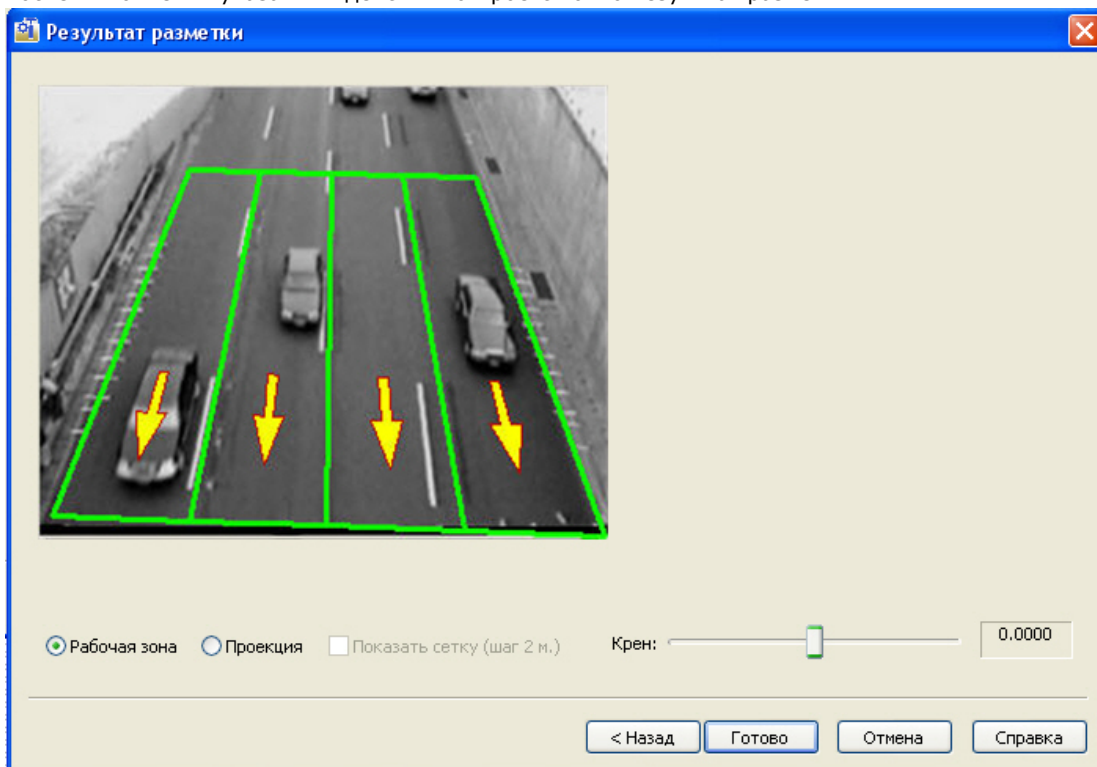 Результат разметки
Рабочая зона
Проекция
Показать сетку (шаг 2 м.)
Крен:
0.0000
< Назад
Готово
Отмена
Справка